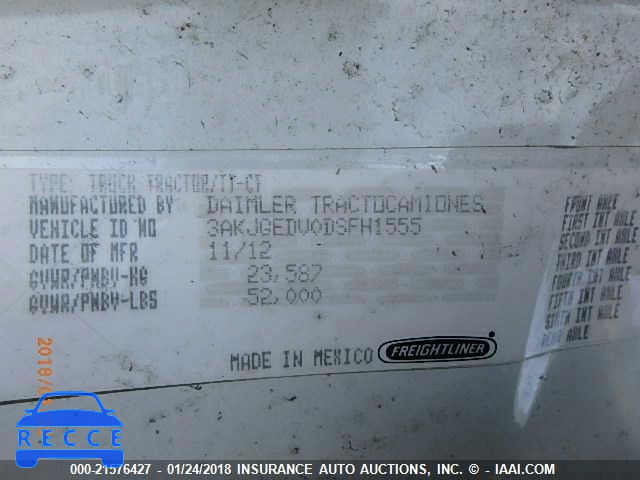 TYPE: TRUCK TRACTOR/TT-CT
MANUFACTURED BY DAIMLER TRACTOCAMIONES
VEHICLE ID NO 3AKJGEDV0DSFH1555
DATE OF MFR 11/12
GVWR/PNBV-KG 23,587
GVWR/PNBV-LBS 52,000
FRONT AXLE
FIRST INT AXLE
SECOND INT AXLE
THIRD INT AXLE
FOURTH INT AXLE
FIFTH INT AXLE
SIXTH INT AXLE
REAR AXLE
MADE IN MEXICO FREIGHTLINER
2018/
RECCE
000-21576427 - 01/24/2018 INSURANCE AUTO AUCTIONS, INC. - © IAAI.COM